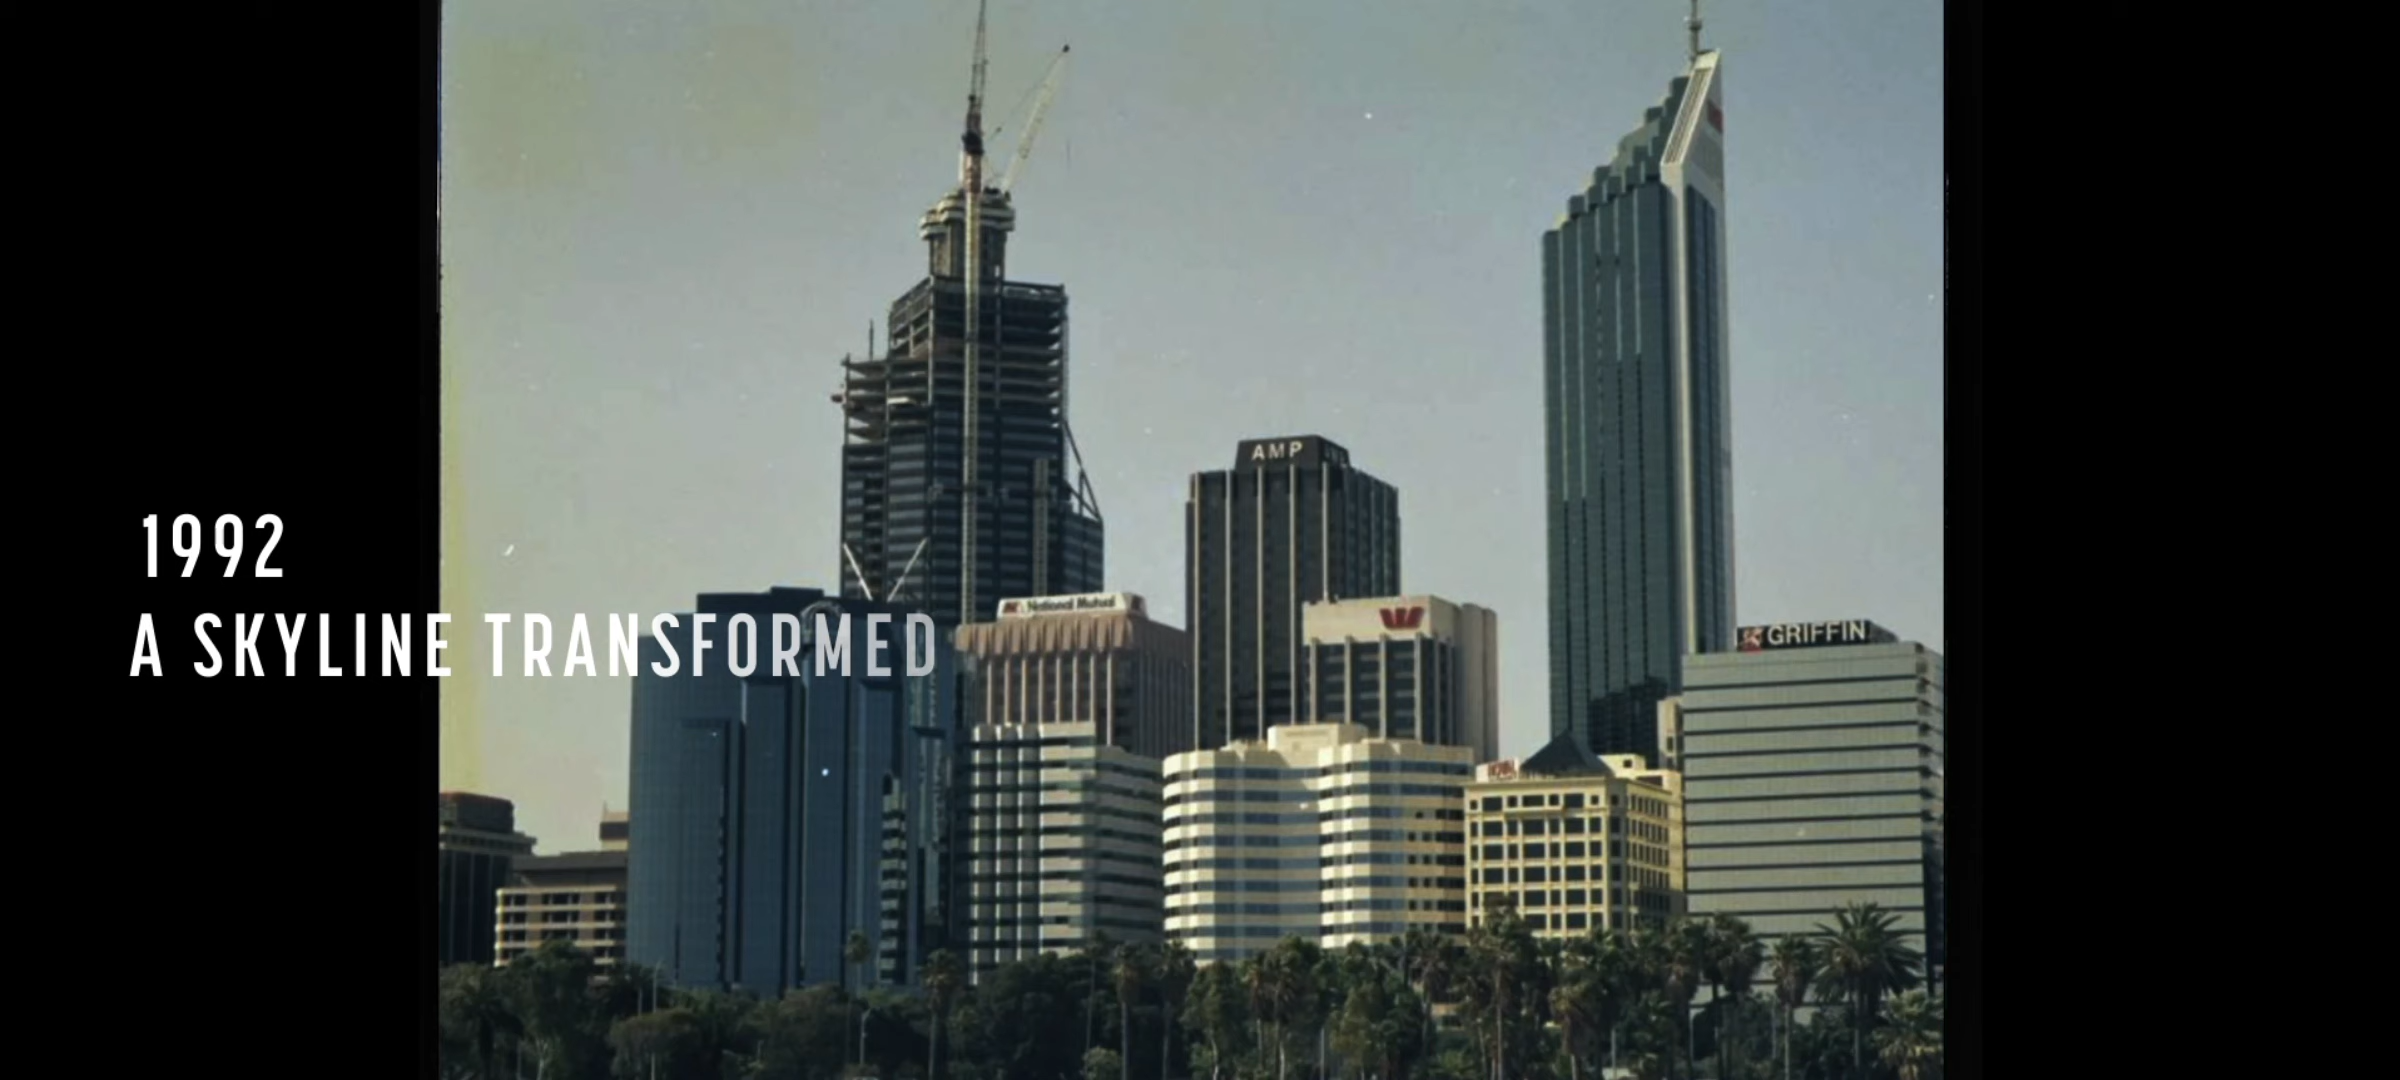 1992
A SKYLINE TRANSFORMED
AMP
National Mutual
GRIFFIN